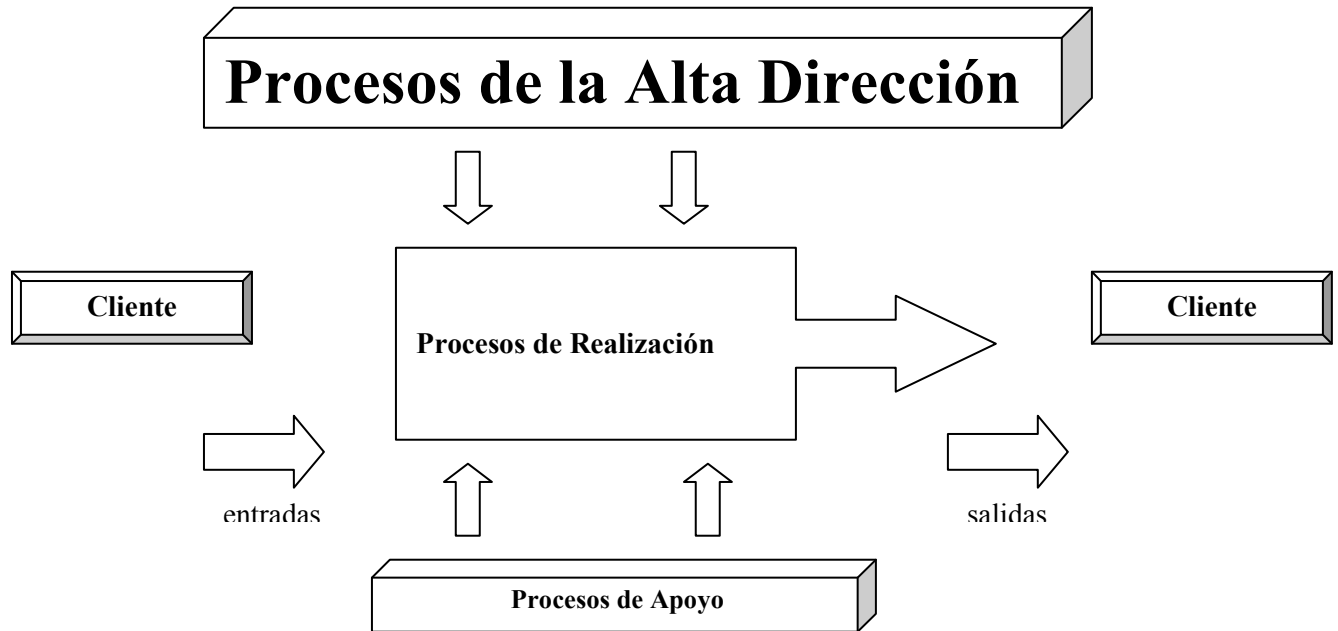 Procesos de la Alta Dirección
Cliente
Cliente
Procesos de Realización
entradas
salidas
Procesos de Apoyo